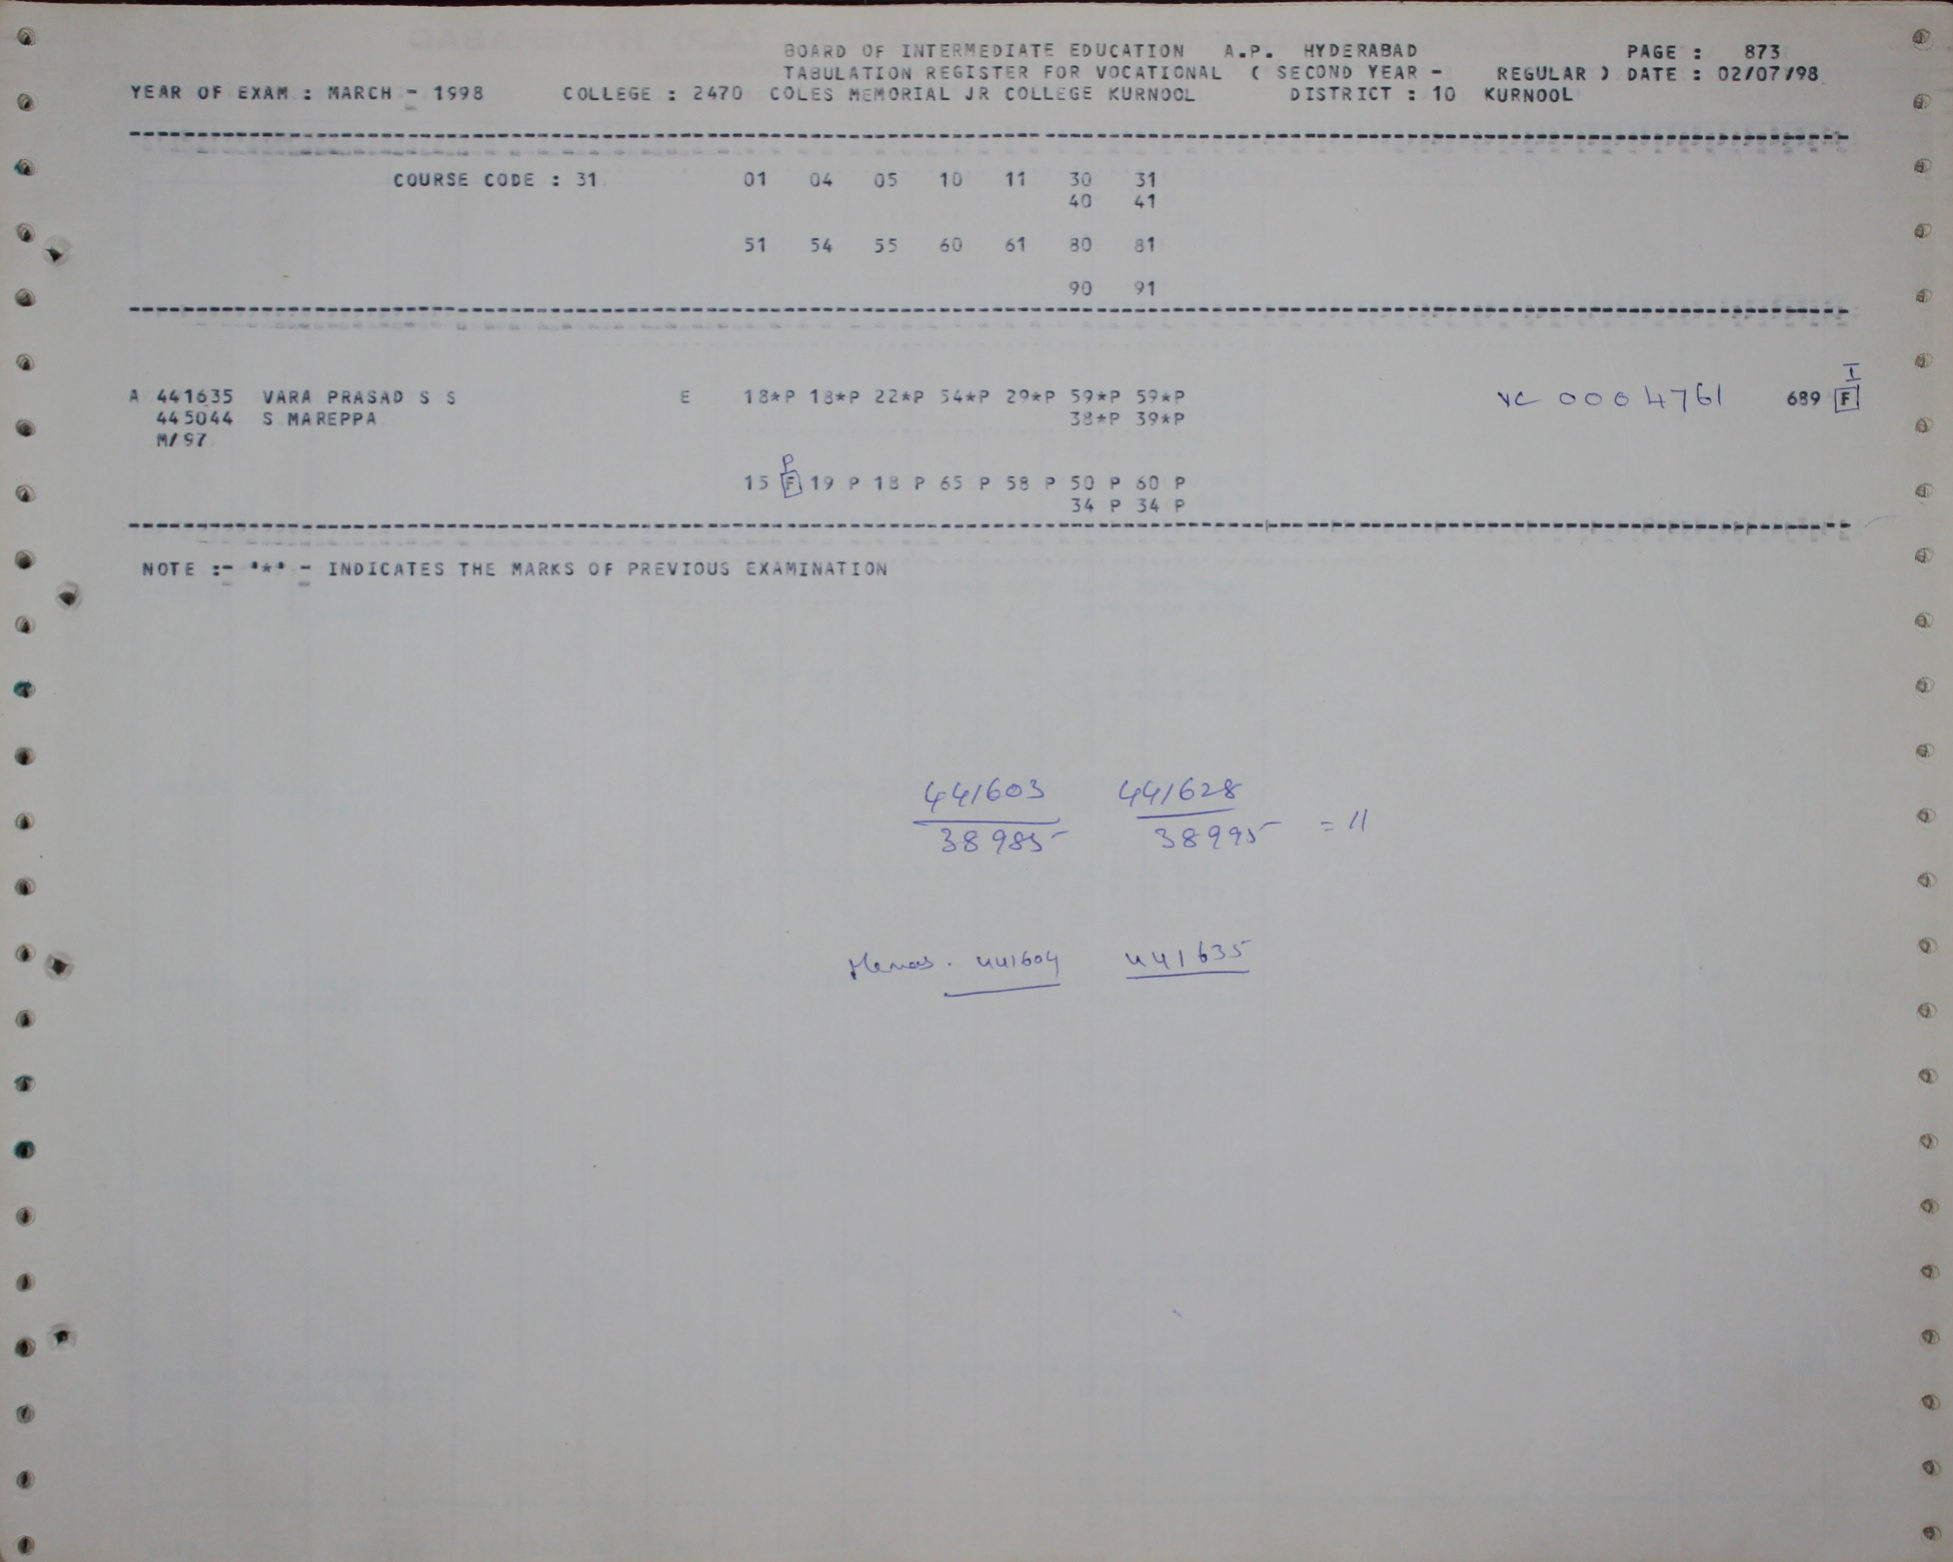 BOARD OF INTERMEDIATE EDUCATION A.P. HYDERABAD PAGE : 873
TABULATION REGISTER FOR VOCATIONAL ( SECOND YEAR - REGULAR ) DATE : 02/07/98
YEAR OF EXAM : MARCH - 1998 COLLEGE : 2470 COLES MEMORIAL JR COLLEGE KURNOOL DISTRICT : 10 KURNOOL
COURSE CODE : 31 01 04 05 10 11 30 31
40 41
51 54 55 60 61 80 81
90 91
I
A 441635 VARA PRASAD S S E 18*P 18*P 22*P 54*P 29*P 59*P 59*P VC 0004761 689 F
445044 S MAREPPA 38*P 39*P
M/97
P
15 F 19 P 18 P 65 P 58 P 50 P 60 P
34 P 34 P
NOTE :- '*' - INDICATES THE MARKS OF PREVIOUS EXAMINATION
441603 441628
38985 38995 = 11
441604 441635